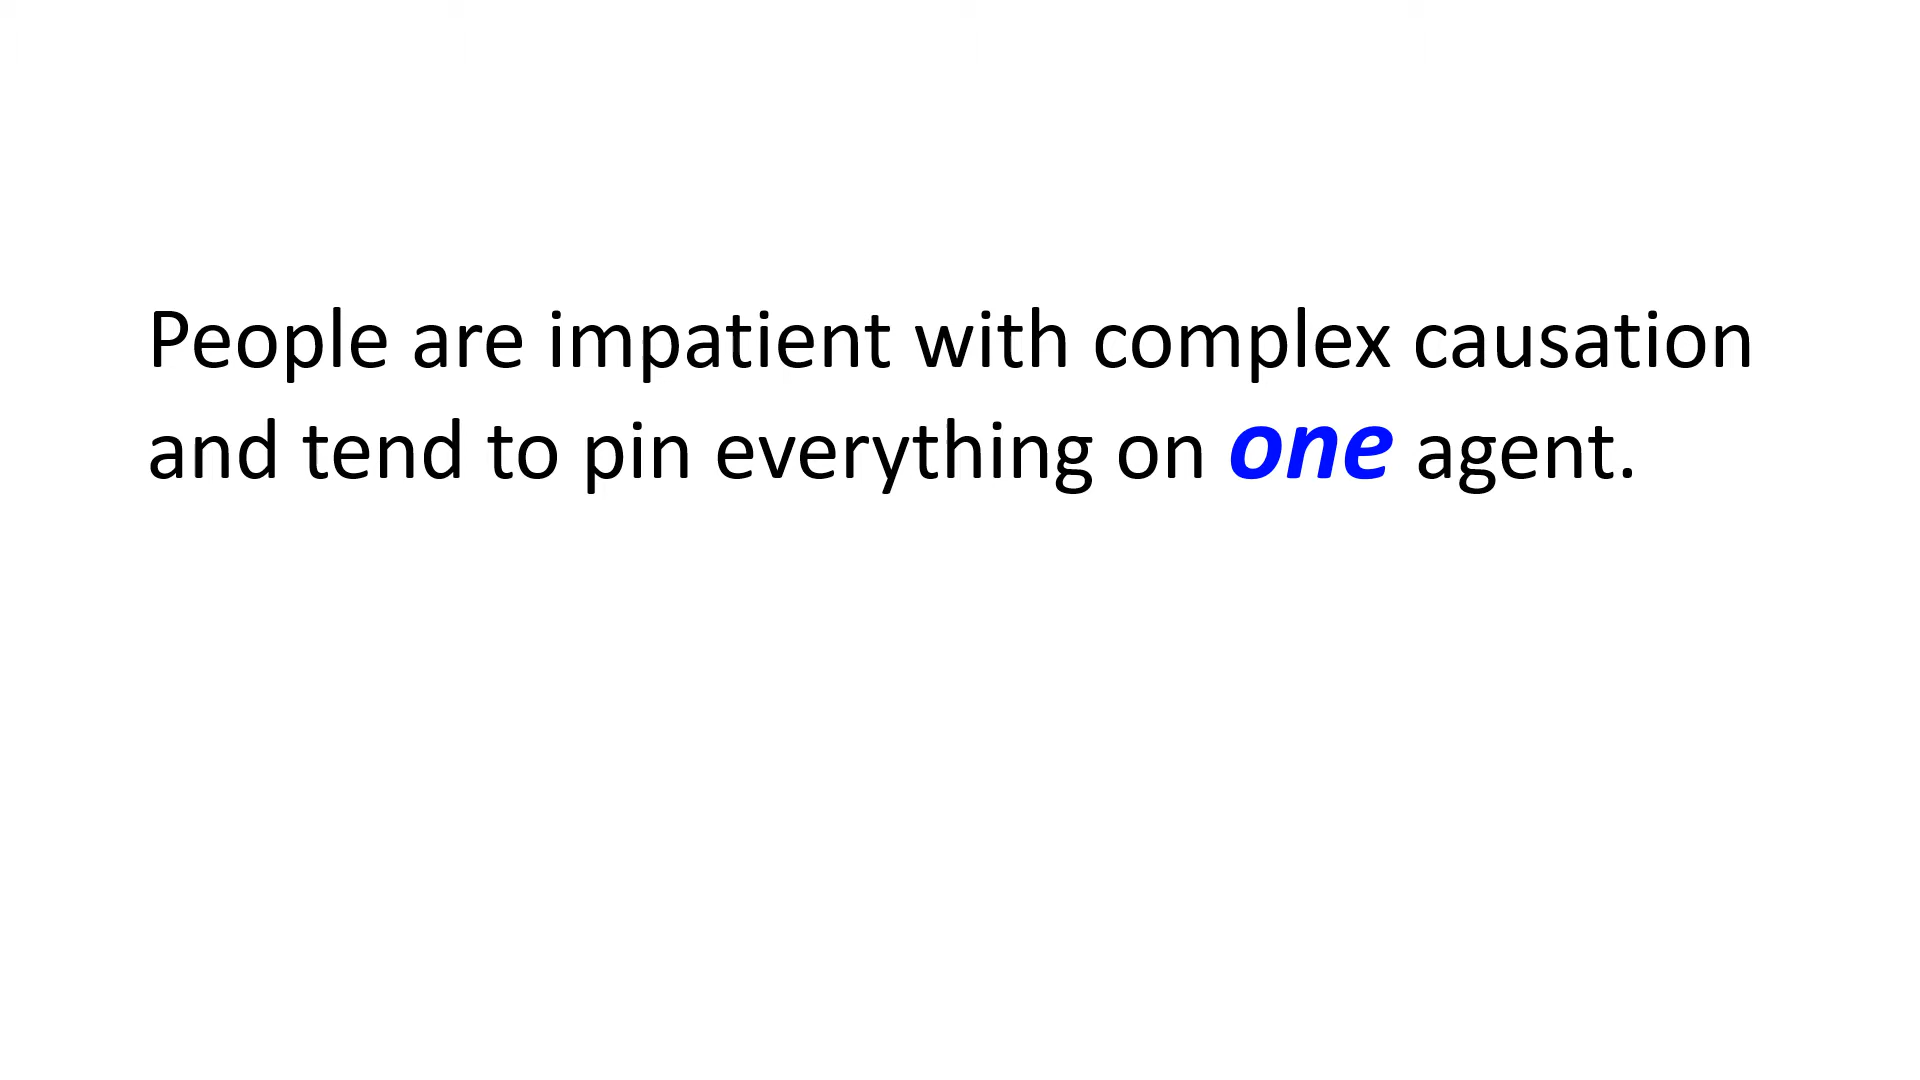 People are impatient with complex causation
and tend to pin everything on one agent.